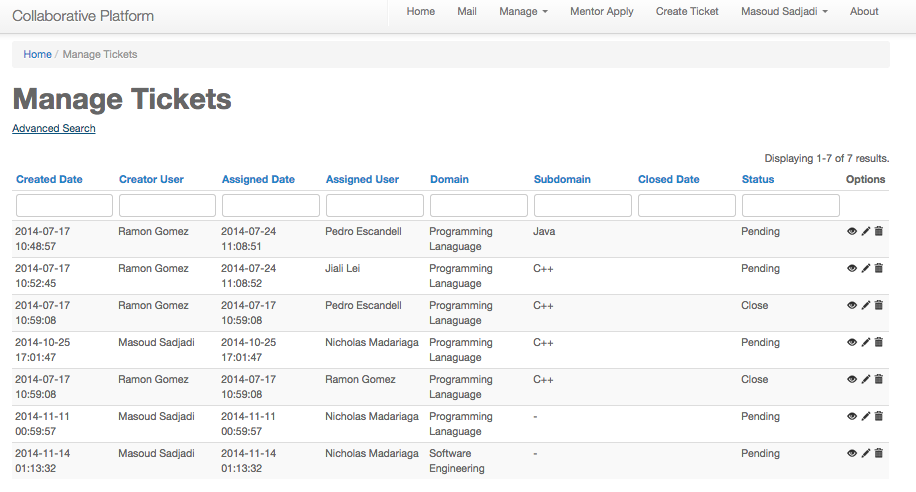 Collaborative Platform Home Mail Manage Mentor Apply Create Ticket Masoud Sadjadi About
Home / Manage Tickets
Manage Tickets
Advanced Search
Displaying 1-7 of 7 results.
Created Date Creator User Assigned Date Assigned User Domain Subdomain Closed Date Status Options
2014-07-17 Ramon Gomez 2014-07-24 Pedro Escandell Programming Java Pending
10:48:57 11:08:51 Lanaguage
2014-07-17 Ramon Gomez 2014-07-24 Jiali Lei Programming C++ Pending
10:52:45 11:08:52 Lanaguage
2014-07-17 Ramon Gomez 2014-07-17 Pedro Escandell Programming C++ Close
10:59:08 10:59:08 Lanaguage
2014-10-25 Masoud Sadjadi 2014-10-25 Nicholas Madariaga Programming C++ Pending
17:01:47 17:01:47 Lanaguage
2014-07-17 Ramon Gomez 2014-07-17 Ramon Gomez Programming C++ Close
10:59:08 10:59:08 Lanaguage
2014-11-11 Masoud Sadjadi 2014-11-11 Nicholas Madariaga Programming - Pending
00:59:57 00:59:57 Lanaguage
2014-11-14 Masoud Sadjadi 2014-11-14 Nicholas Madariaga Software - Pending
01:13:32 01:13:32 Engineering